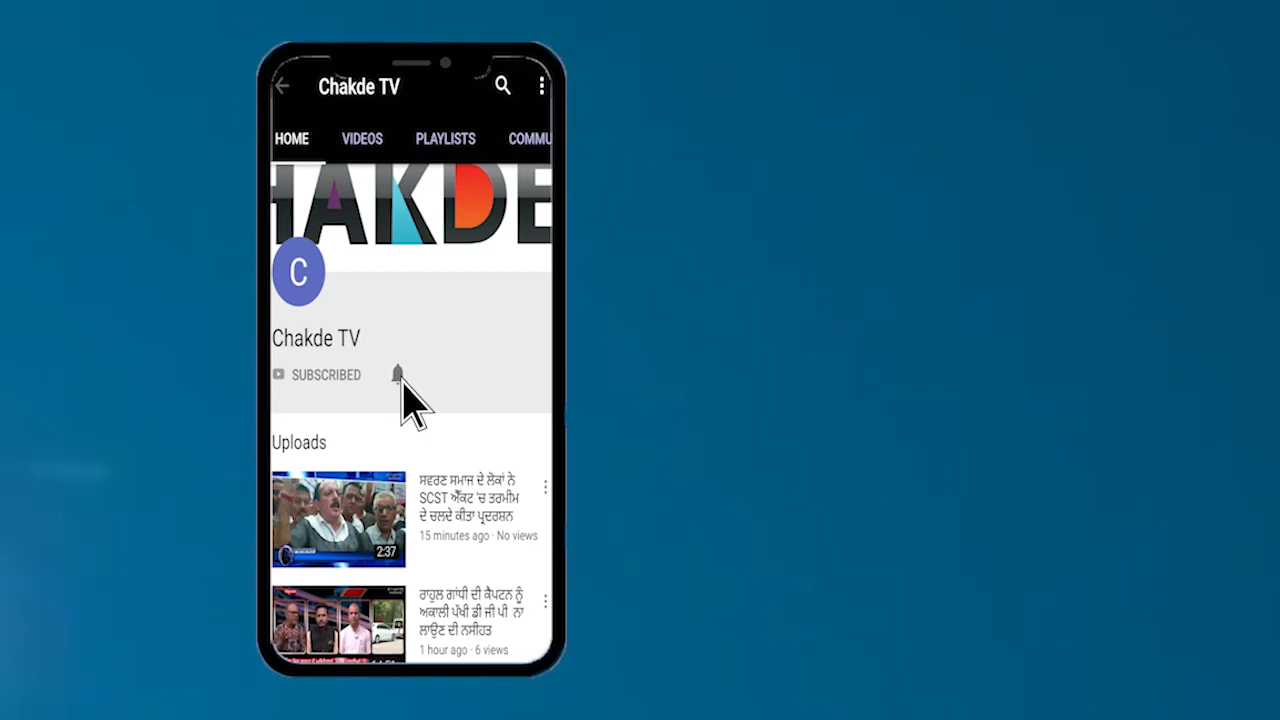 Chakde TV
HOME VIDEOS PLAYLISTS COMMU
HAKDE
C
Chakde TV
SUBSCRIBED
Uploads
ਸਵਰਣ ਸਮਾਜ ਦੇ ਲੋਕਾਂ ਨੇ
SCST ਐਕਟ 'ਚ ਤਰਮੀਮ
ਦੇ ਚਲਦੇ ਕੀਤਾ ਪ੍ਰਦਰਸ਼ਨ
15 minutes ago · No views
2:37
ਰਾਹੁਲ ਗਾਂਧੀ ਦੀ ਕੈਪਟਨ ਨੂੰ
ਅਕਾਲੀ ਪੱਖੀ ਡੀ ਜੀ ਪੀ ਨਾ
ਲਾਉਣ ਦੀ ਨਸੀਹਤ
1 hour ago · 6 views